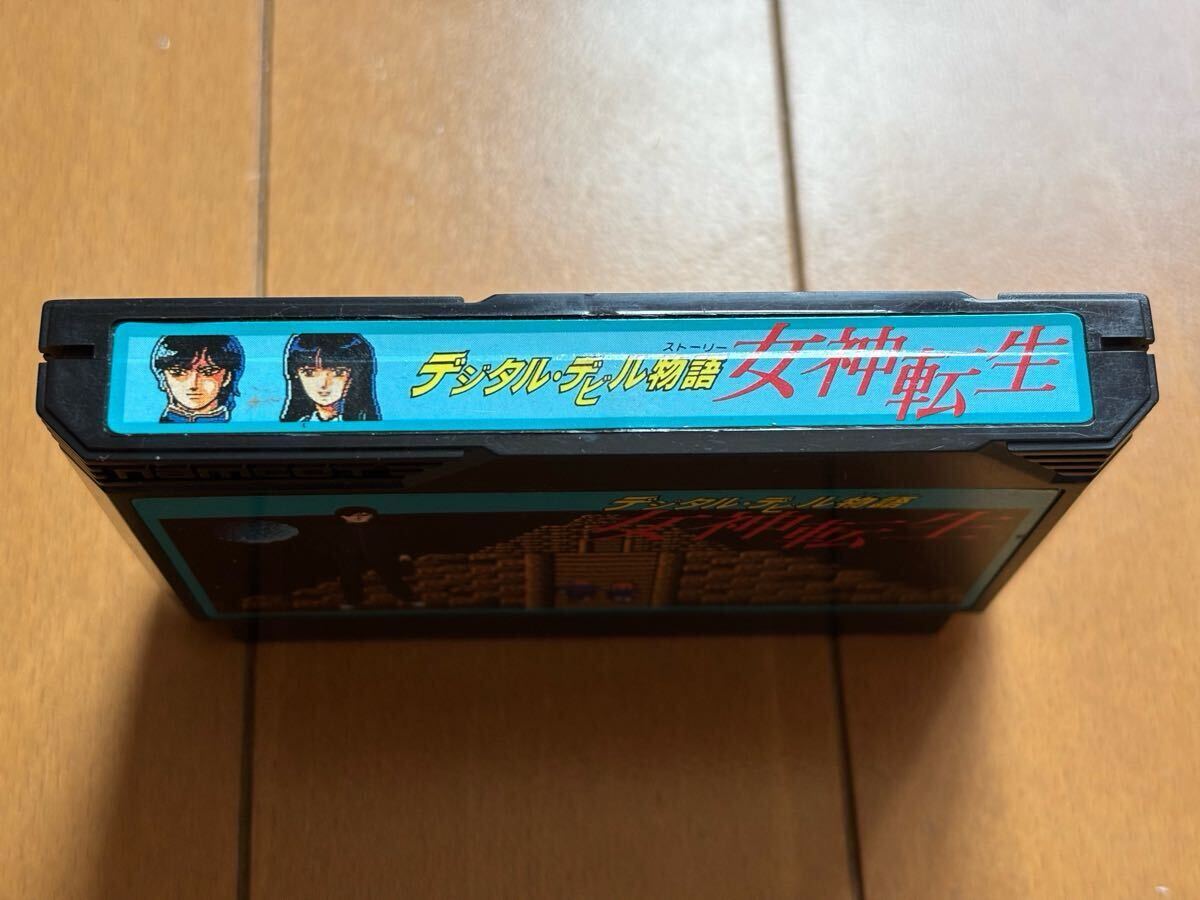 ストーリー
デジタル・デビル物語 女神転生
namcot
デジタル・デビル物語
女神転生